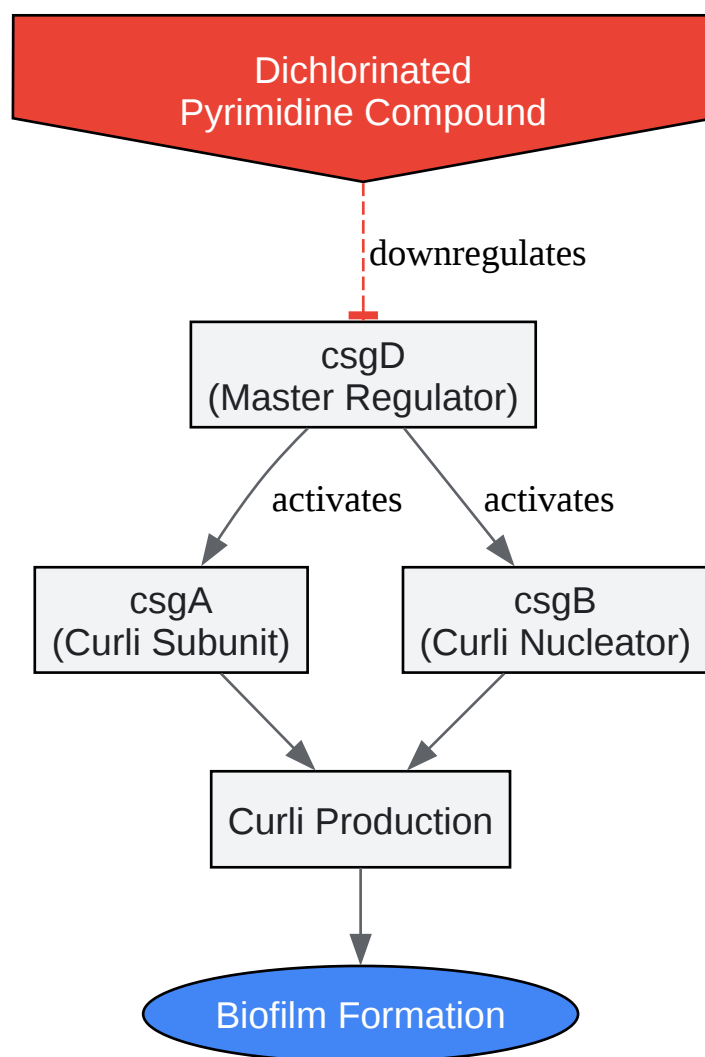 Dichlorinated
Pyrimidine Compound
downregulates
csgD
(Master Regulator)
activates
activates
csgA
(Curli Subunit)
csgB
(Curli Nucleator)
Curli Production
Biofilm Formation